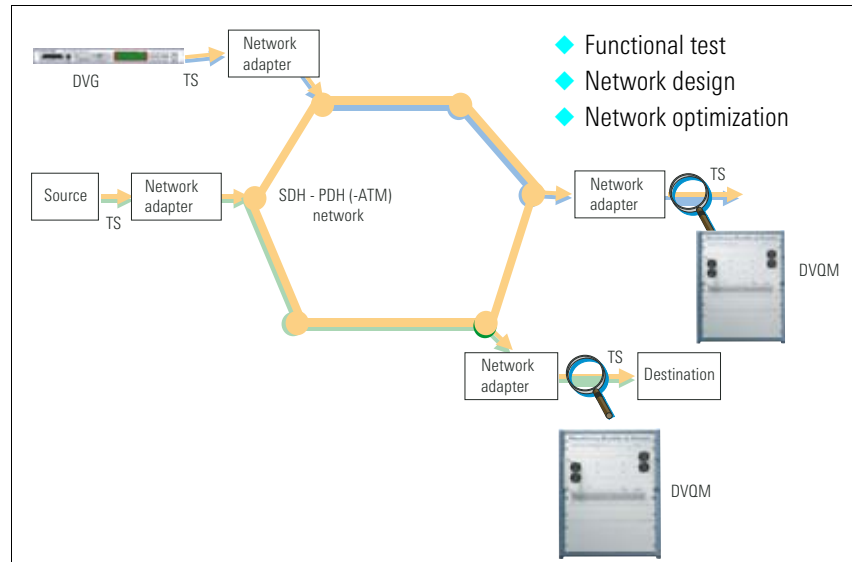 Network
adapter
DVG
TS
Functional test
Network design
Network optimization
Source
TS
Network
adapter
SDH - PDH (-ATM)
network
Network
adapter
TS
DVQM
Network
adapter
TS
Destination
DVQM